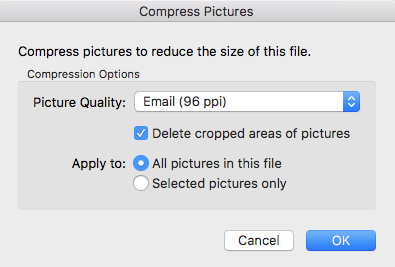 Compress Pictures
Compress pictures to reduce the size of this file.
Compression Options
Picture Quality: Email (96 ppi)
Delete cropped areas of pictures
Apply to: All pictures in this file
Selected pictures only
Cancel OK